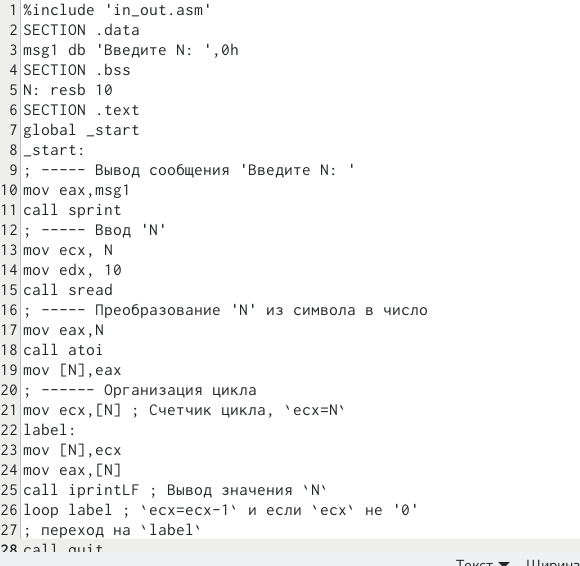 1 %include 'in_out.asm'
2 SECTION .data
3 msg1 db 'Введите N: ',0h
4 SECTION .bss
5 N: resb 10
6 SECTION .text
7 global _start
8 _start:
9 ; ----- Вывод сообщения 'Введите N: '
10 mov eax,msg1
11 call sprint
12 ; ----- Ввод 'N'
13 mov ecx, N
14 mov edx, 10
15 call sread
16 ; ----- Преобразование 'N' из символа в число
17 mov eax,N
18 call atoi
19 mov [N],eax
20 ; ------ Организация цикла
21 mov ecx,[N] ; Счетчик цикла, `ecx=N`
22 label:
23 mov [N],ecx
24 mov eax,[N]
25 call iprintLF ; Вывод значения `N`
26 loop label ; `ecx=ecx-1` и если `ecx` не '0'
27 ; переход на `label`
28 call quit
Текст ▼ Ширина